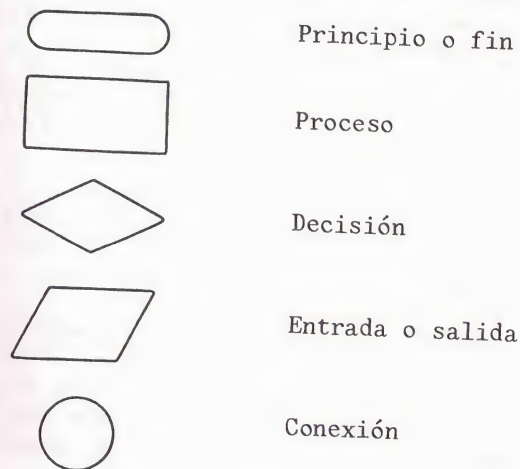 Principio o fin
Proceso
Decisión
Entrada o salida
Conexión